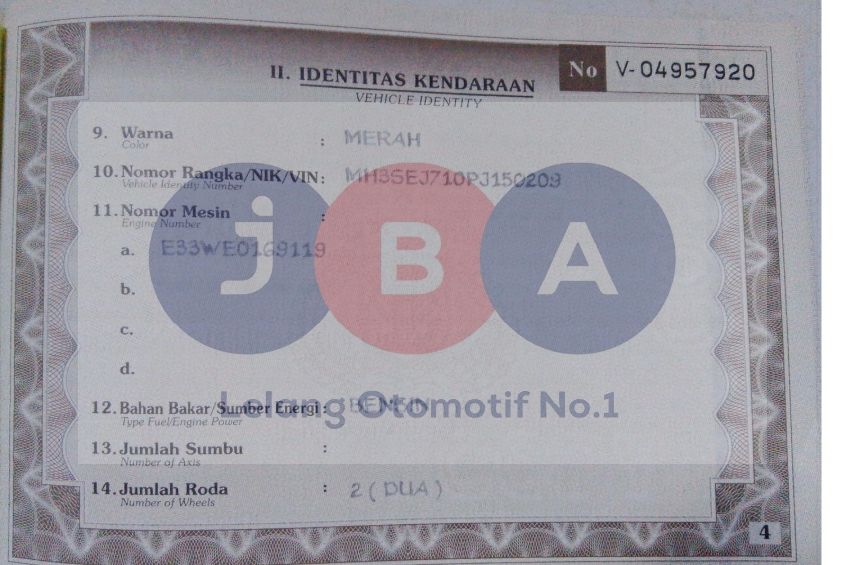 No V-04957920
II. IDENTITAS KENDARAAN
VEHICLE IDENTITY
9. Warna : MERAH
Color
10. Nomor Rangka/NIK/VIN: MH3SEJ710PJ150209
Vehicle Identity Number
11. Nomor Mesin :
Engine Number
a. E33WE0169119
b.
c.
d.
jBA
Lelang Otomotif No.1
12. Bahan Bakar/Sumber Energi : BENSIN
Type Fuel/Engine Power
13. Jumlah Sumbu :
Number of Axis
14. Jumlah Roda : 2 ( DUA )
Number of Wheels
4